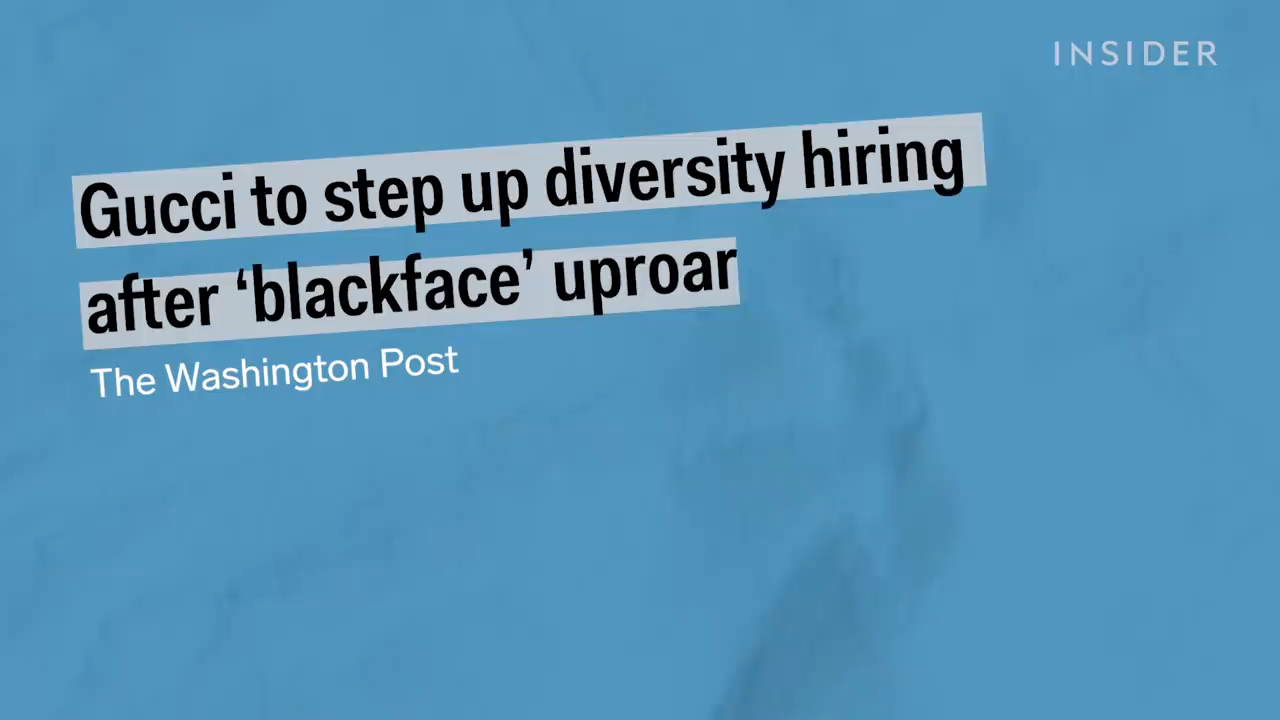 INSIDER
Gucci to step up diversity hiring
after ‘blackface’ uproar
The Washington Post